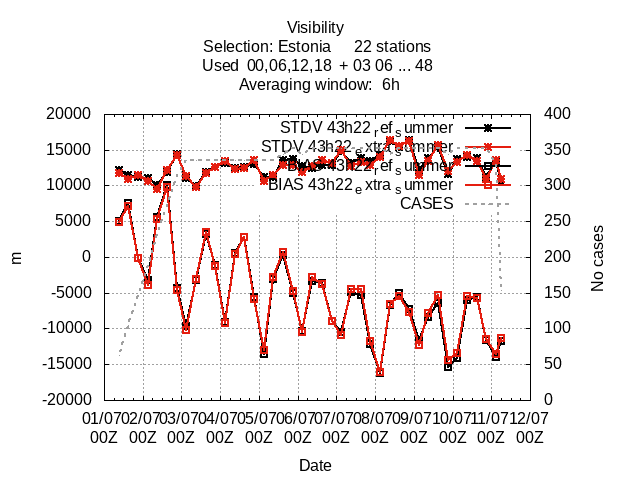 Visibility
Selection: Estonia 22 stations
Used 00,06,12,18 + 03 06 ... 48
Averaging window: 6h
20000
15000
10000
5000
0
-5000
-10000
-15000
-20000
m
STDV 43h22_ref_summer
STDV 43h22_extra_summer
BIAS 43h22_ref_summer
BIAS 43h22_extra_summer
CASES
400
350
300
250
200
150
100
50
0
No cases
01/07 02/07 03/07 04/07 05/07 06/07 07/07 08/07 09/07 10/07 11/07 12/07
00Z 00Z 00Z 00Z 00Z 00Z 00Z 00Z 00Z 00Z 00Z 00Z
Date